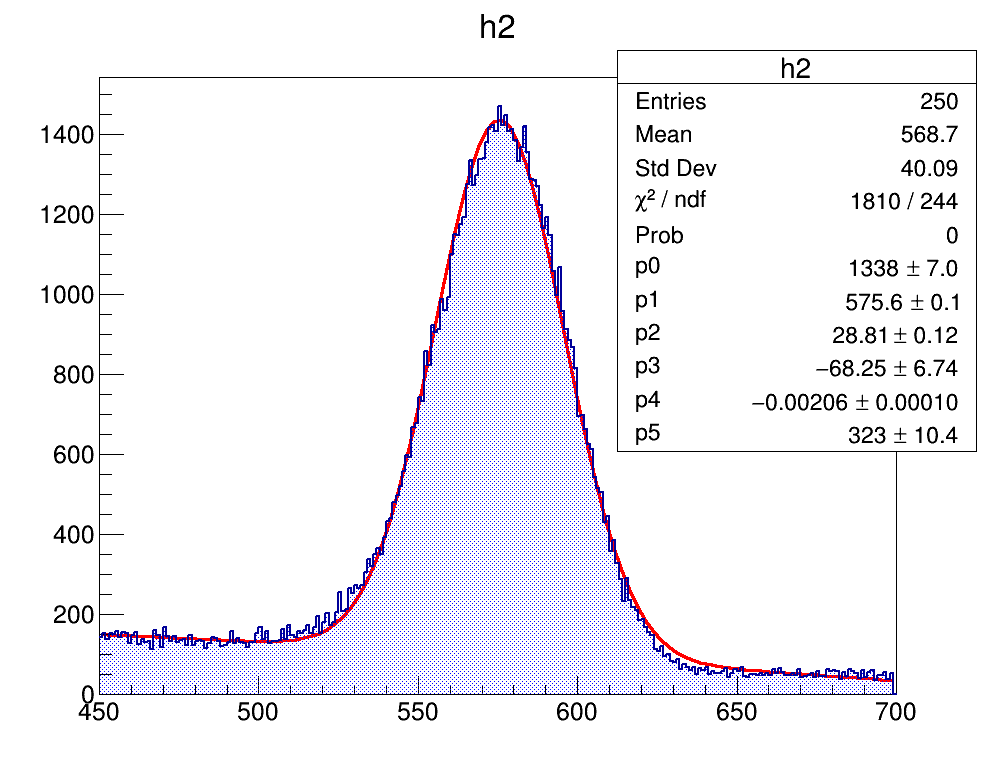 h2
h2
Entries 250
Mean 568.7
Std Dev 40.09
χ² / ndf 1810 / 244
Prob 0
p0 1338 ± 7.0
p1 575.6 ± 0.1
p2 28.81 ± 0.12
p3 −68.25 ± 6.74
p4 −0.00206 ± 0.00010
p5 323 ± 10.4
1400
1200
1000
800
600
400
200
0
450 500 550 600 650 700